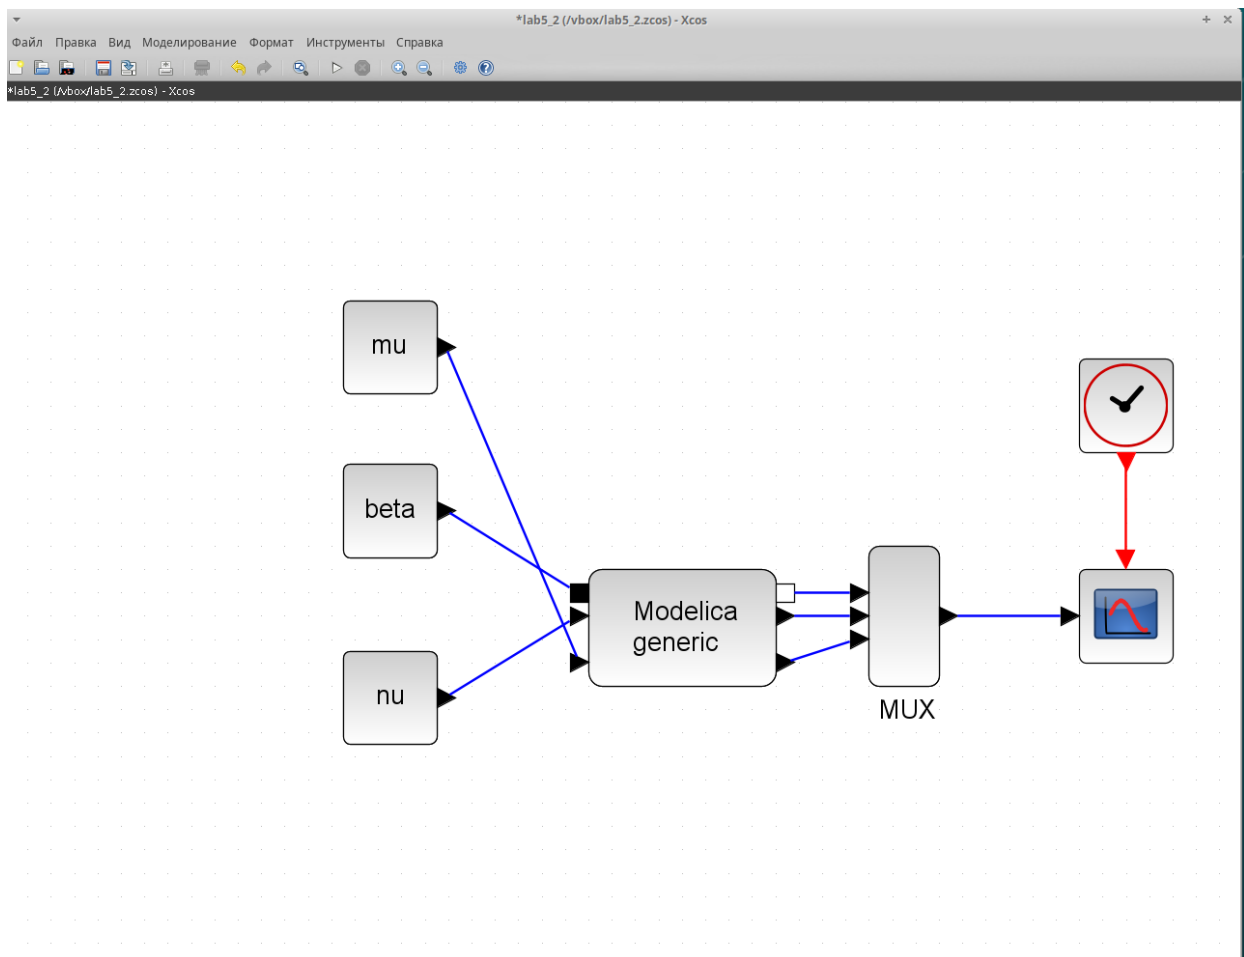 *lab5_2 (/vbox/lab5_2.zcos) - Xcos
Файл Правка Вид Моделирование Формат Инструменты Справка
*lab5_2 (/vbox/lab5_2.zcos) - Xcos
mu
beta
Modelica
generic
nu
MUX